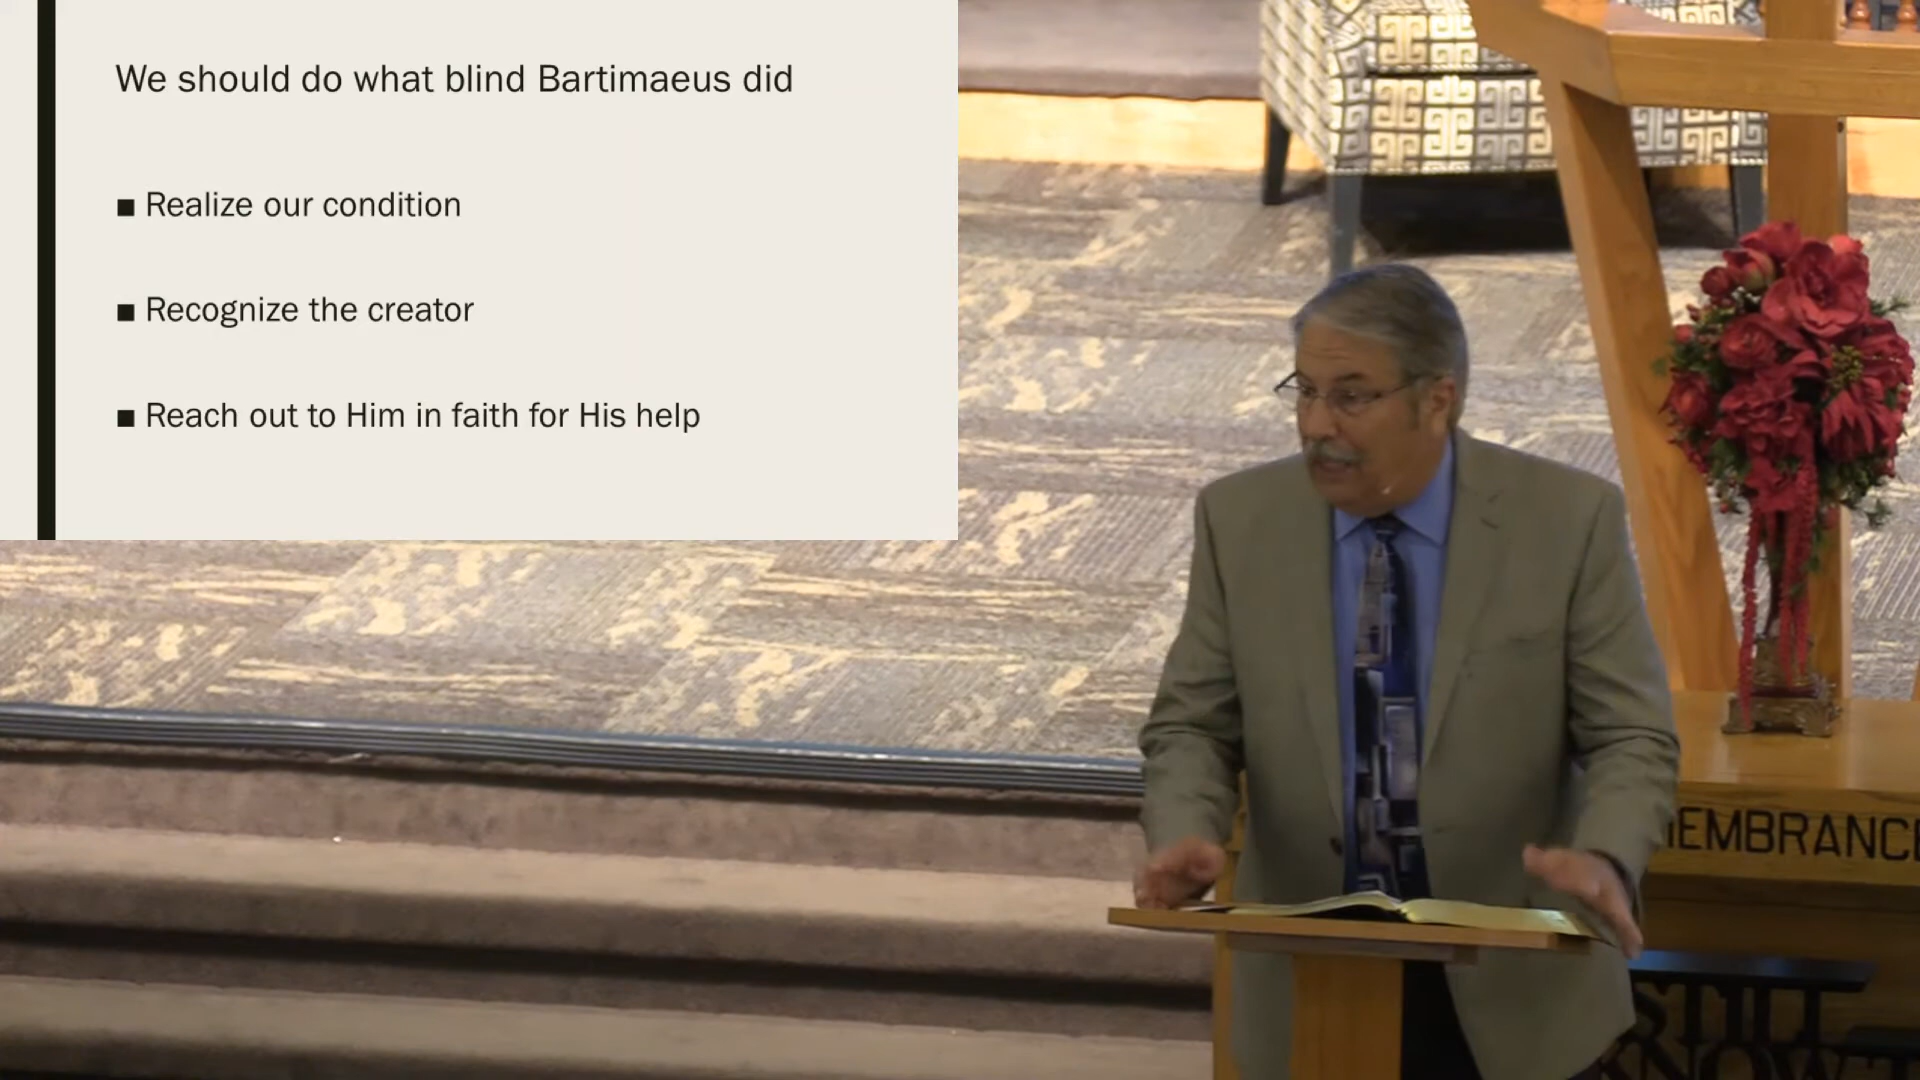 We should do what blind Bartimaeus did
■ Realize our condition
■ Recognize the creator
■ Reach out to Him in faith for His help
EMBRANCE